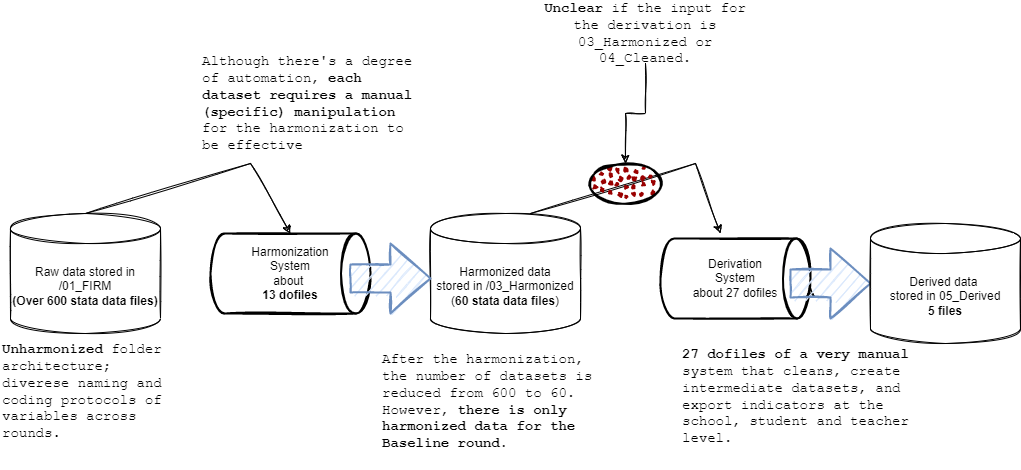 Unclear if the input for
the derivation is
03_Harmonized or
04_Cleaned.
Although there's a degree
of automation, each
dataset requires a manual
(specific) manipulation
for the harmonization to
be effective
Raw data stored in
/01_FIRM
(Over 600 stata data files)
Harmonization
System
about
13 dofiles
Harmonized data
stored in /03_Harmonized
(60 stata data files)
Derivation
System
about 27 dofiles
Derived data
stored in 05_Derived
5 files
Unharmonized folder
architecture;
diverese naming and
coding protocols of
variables across
rounds.
After the harmonization,
the number of datasets is
reduced from 600 to 60.
However, there is only
harmonized data for the
Baseline round.
27 dofiles of a very manual
system that cleans, create
intermediate datasets, and
export indicators at the
school, student and teacher
level.